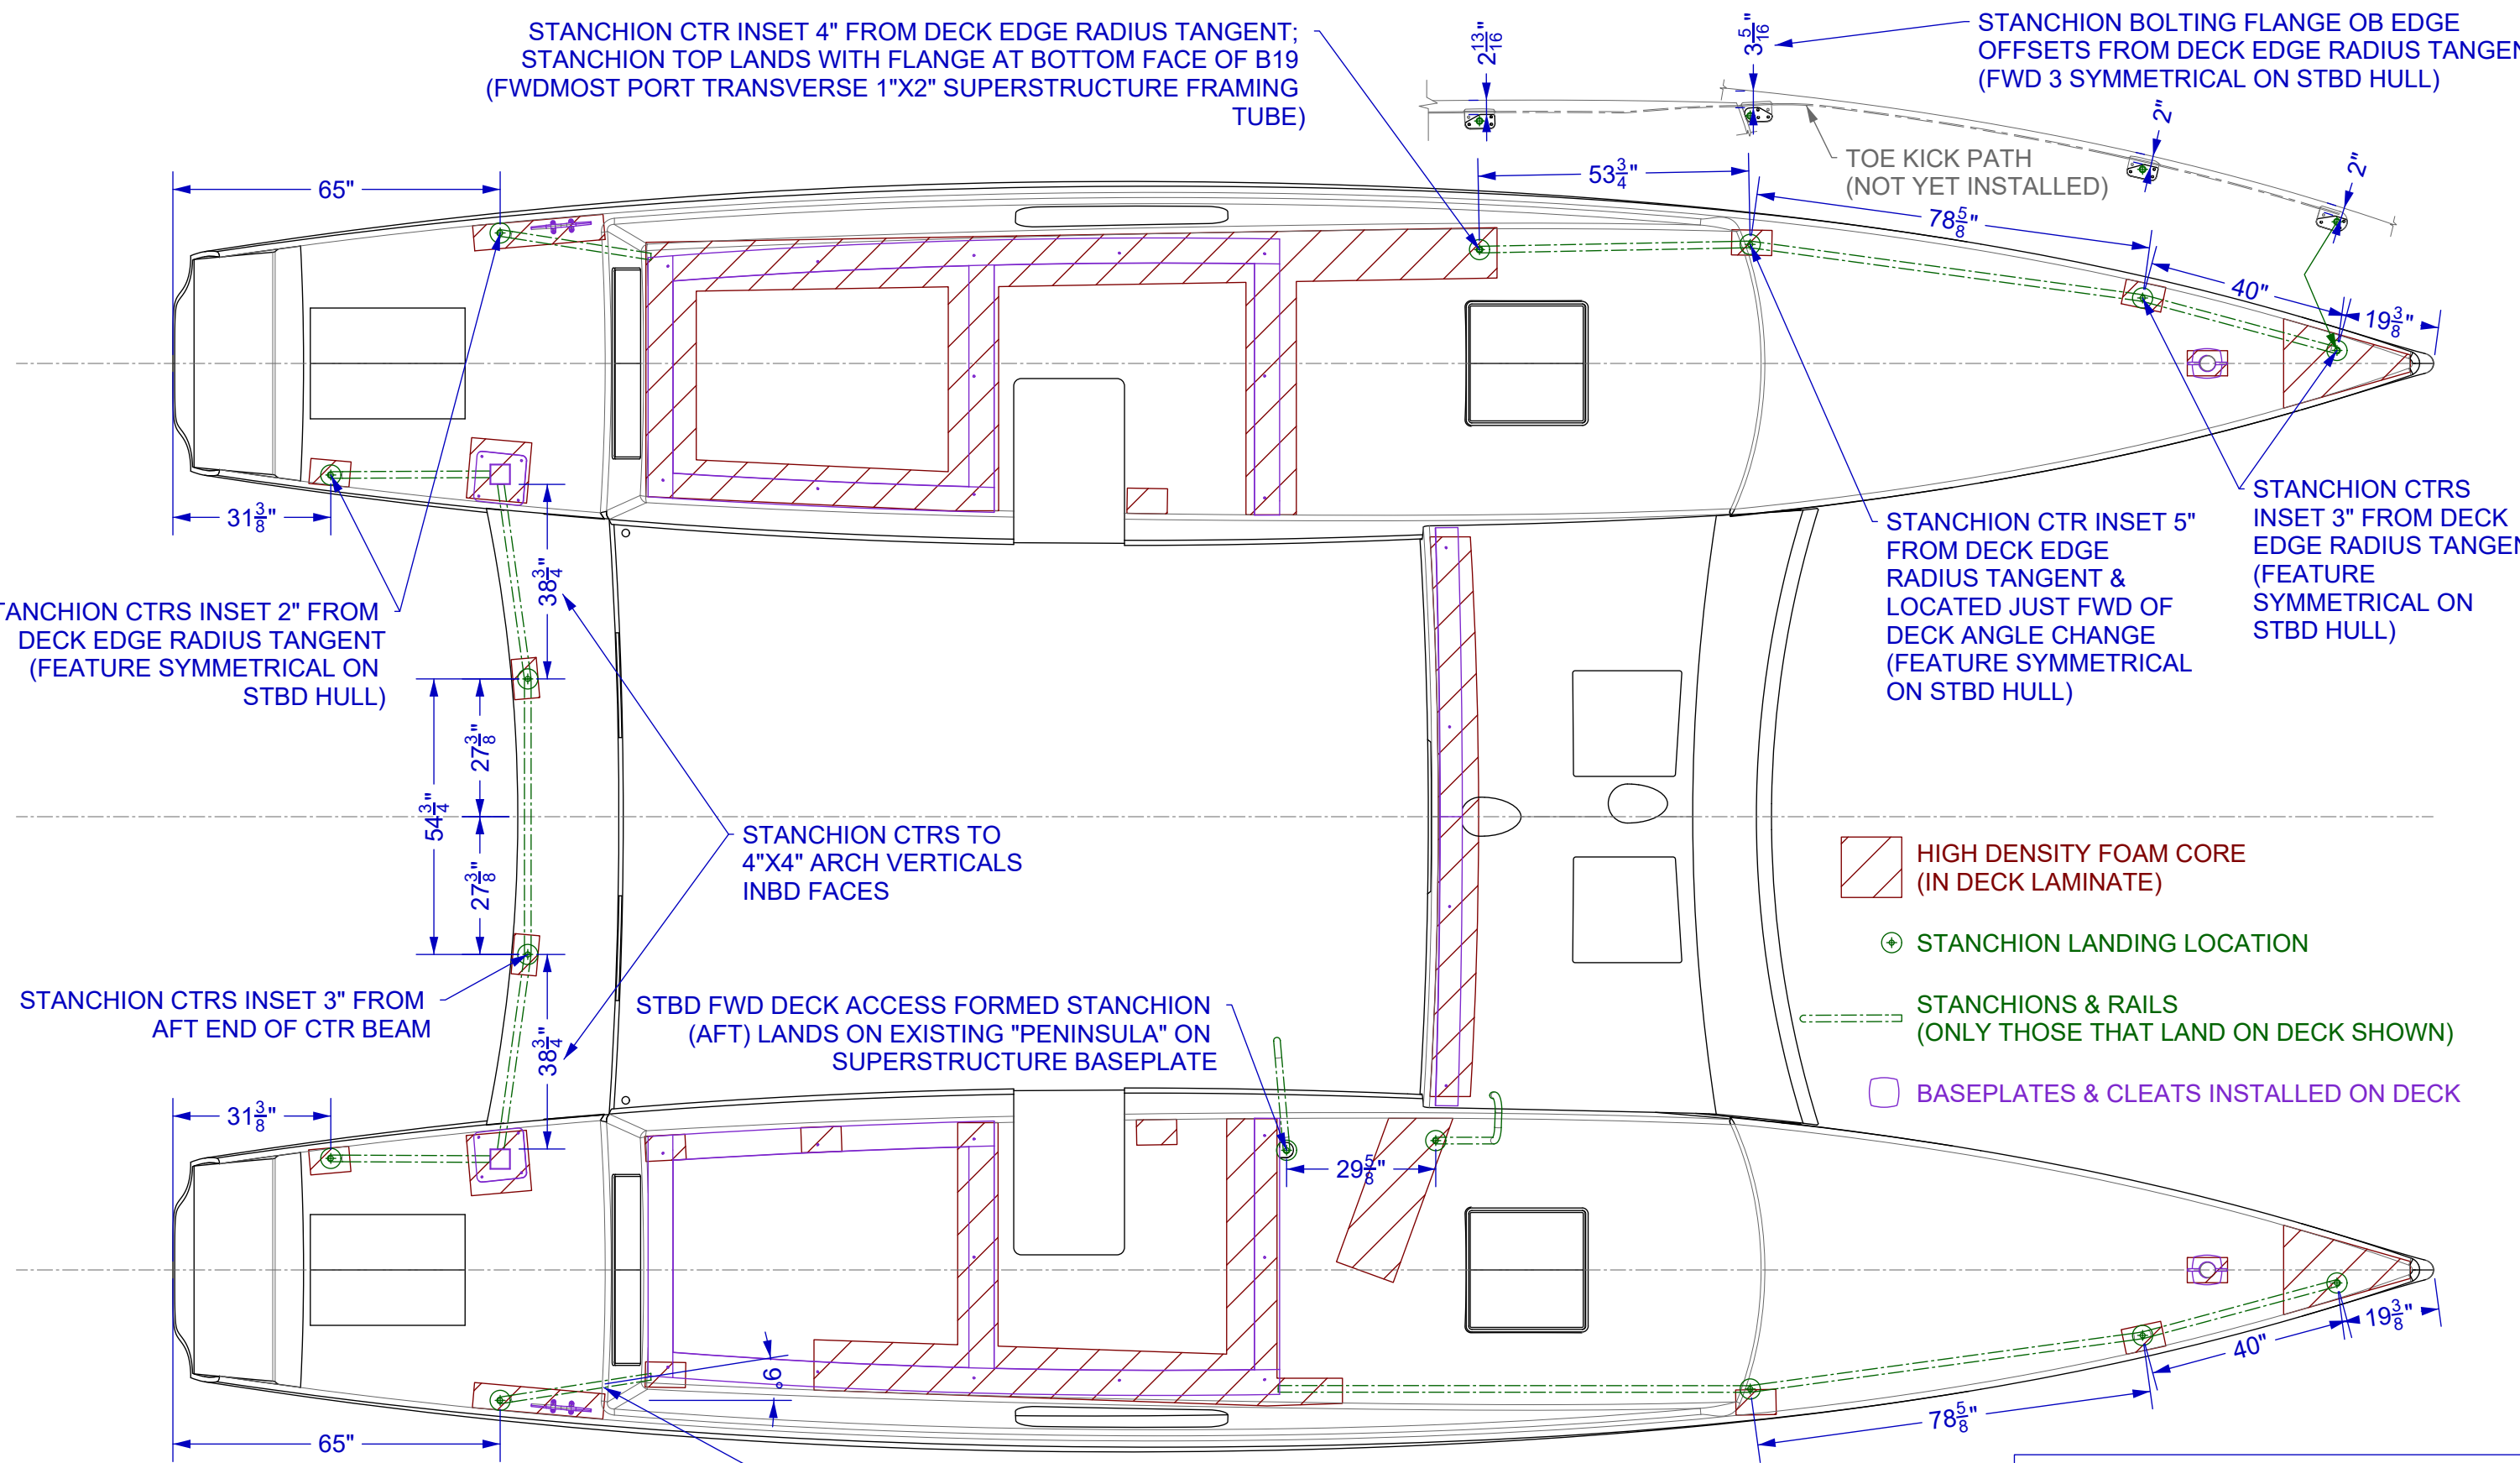 STANCHION CTR INSET 4" FROM DECK EDGE RADIUS TANGENT;
STANCHION TOP LANDS WITH FLANGE AT BOTTOM FACE OF B19
(FWDMOST PORT TRANSVERSE 1"X2" SUPERSTRUCTURE FRAMING
TUBE)
2 13/16"
3 5/16"
STANCHION BOLTING FLANGE OB EDGE
OFFSETS FROM DECK EDGE RADIUS TANGEN
(FWD 3 SYMMETRICAL ON STBD HULL)
2"
2"
TOE KICK PATH
(NOT YET INSTALLED)
65"
53 3/4"
78 5/8"
40"
19 3/8"
31 3/8"
38 3/4"
STANCHION CTR INSET 5"
FROM DECK EDGE
RADIUS TANGENT &
LOCATED JUST FWD OF
DECK ANGLE CHANGE
(FEATURE SYMMETRICAL
ON STBD HULL)
STANCHION CTRS
INSET 3" FROM DECK
EDGE RADIUS TANGEN
(FEATURE
SYMMETRICAL ON
STBD HULL)
TANCHION CTRS INSET 2" FROM
DECK EDGE RADIUS TANGENT
(FEATURE SYMMETRICAL ON
STBD HULL)
27 3/8"
54 3/4"
27 3/8"
STANCHION CTRS TO
4"X4" ARCH VERTICALS
INBD FACES
HIGH DENSITY FOAM CORE
(IN DECK LAMINATE)
STANCHION LANDING LOCATION
STANCHIONS & RAILS
(ONLY THOSE THAT LAND ON DECK SHOWN)
BASEPLATES & CLEATS INSTALLED ON DECK
STANCHION CTRS INSET 3" FROM
AFT END OF CTR BEAM
38 3/4"
STBD FWD DECK ACCESS FORMED STANCHION
(AFT) LANDS ON EXISTING "PENINSULA" ON
SUPERSTRUCTURE BASEPLATE
31 3/8"
29 5/8"
19 3/8"
40"
9°
78 5/8"
65"